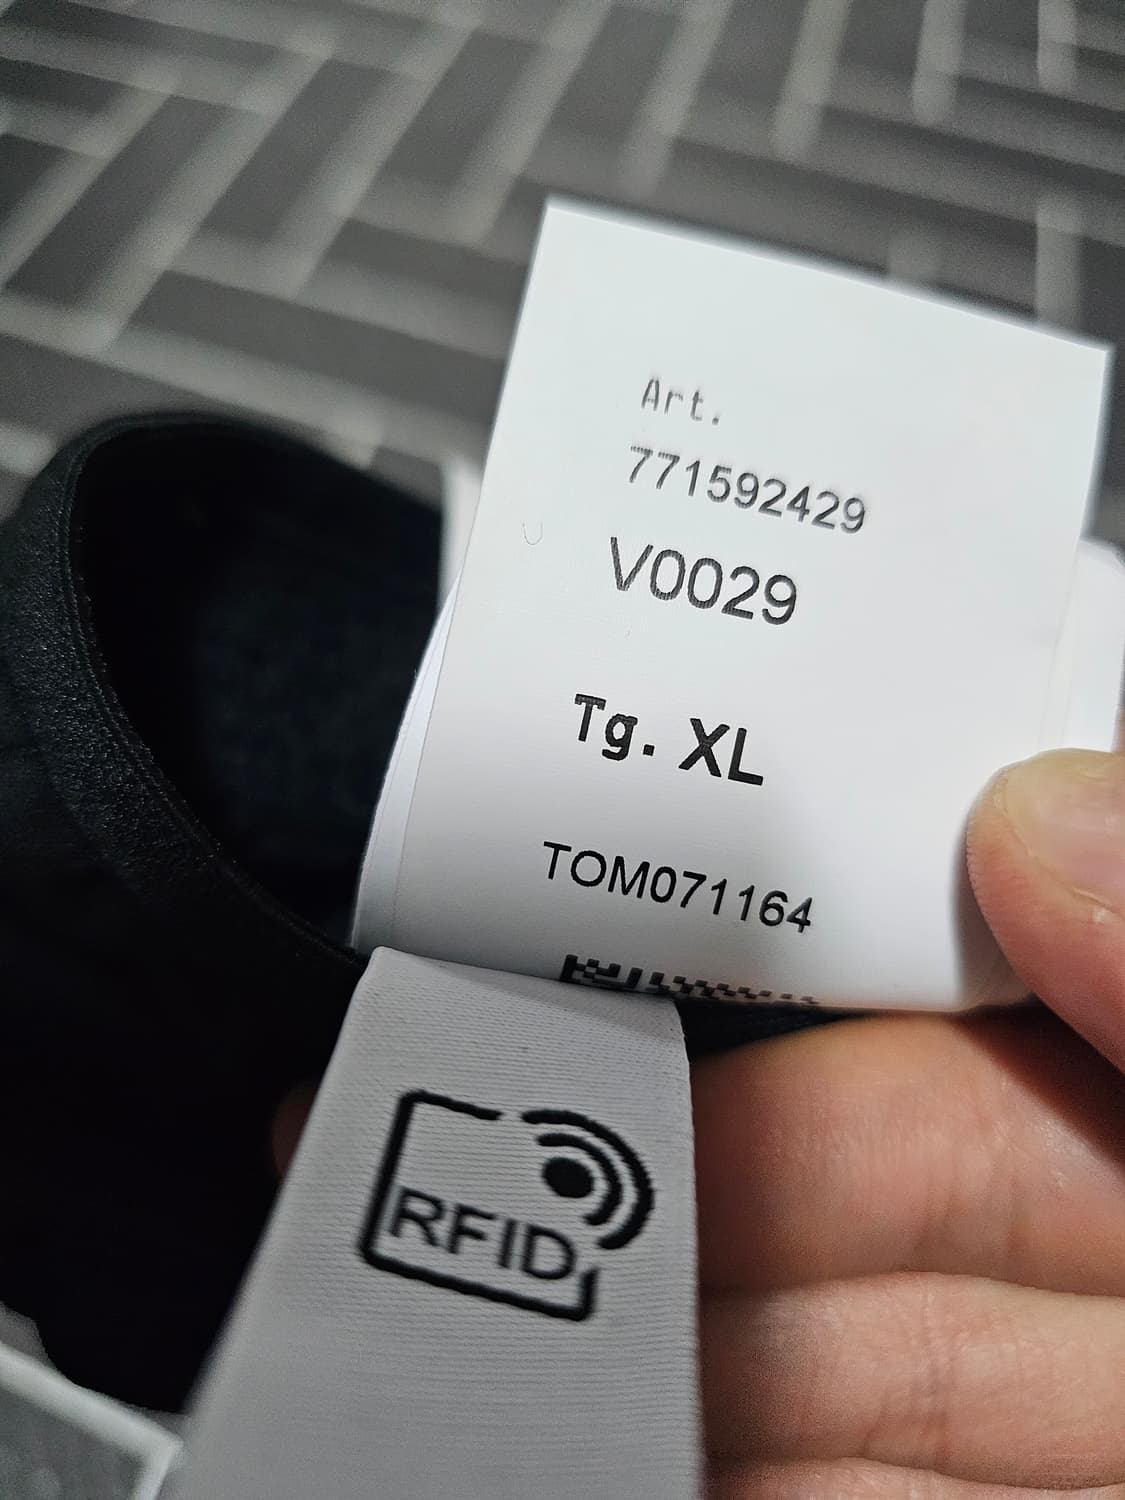 Art.
771592429
V0029
Tg. XL
TOM071164
RFID